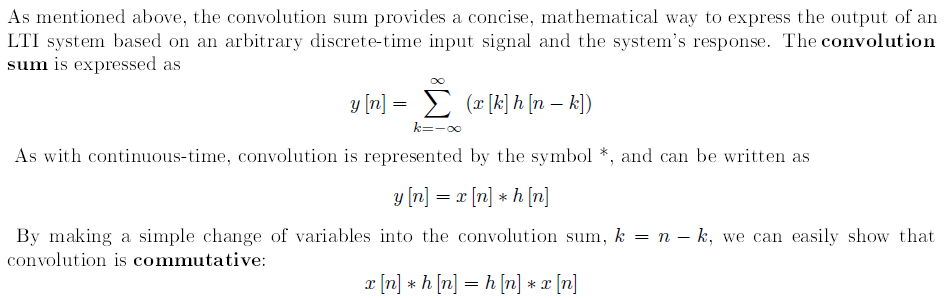 As mentioned above, the convolution sum provides a concise, mathematical way to express the output of an
LTI system based on an arbitrary discrete-time input signal and the system's response. The convolution
sum is expressed as
y [n] = ∑_{k=−∞}^{∞} (x [k] h [n − k])
As with continuous-time, convolution is represented by the symbol *, and can be written as
y [n] = x [n] ∗ h [n]
By making a simple change of variables into the convolution sum, k = n − k, we can easily show that
convolution is commutative:
x [n] ∗ h [n] = h [n] ∗ x [n]